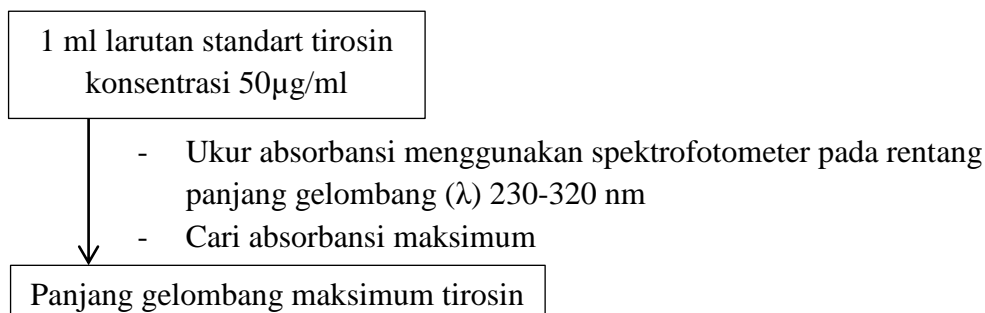 1 ml larutan standart tirosin
konsentrasi 50µg/ml
- Ukur absorbansi menggunakan spektrofotometer pada rentang
panjang gelombang (λ) 230-320 nm
- Cari absorbansi maksimum
Panjang gelombang maksimum tirosin